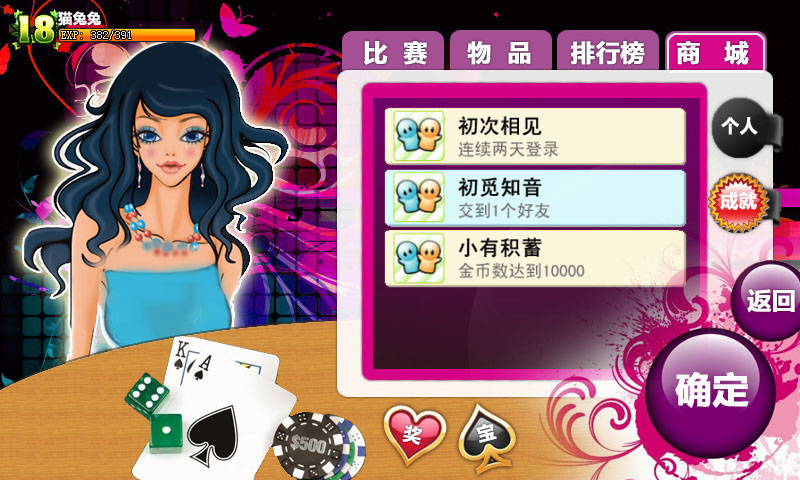 18 猫兔兔
EXP: 382/391
比 赛 物 品 排行榜 商 城
初次相见
连续两天登录
个人
初觅知音
交到1个好友
成就
小有积蓄
金币数达到10000
返回
确定
K A
$500
奖 宝